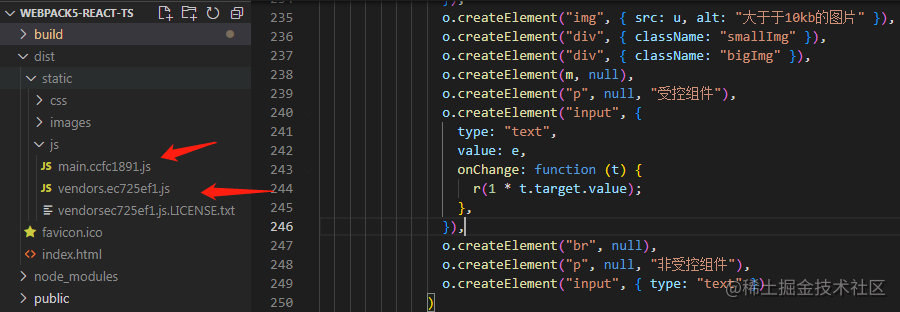 WEBPACK5-REACT-TS
build
dist
static
css
images
js
JS main.ccfc1891.js
JS vendors.ec725ef1.js
vendorsec725ef1.js.LICENSE.txt
favicon.ico
<> index.html
node_modules
public
235 o.createElement("img", { src: u, alt: "大于于10kb的图片" }),
236 o.createElement("div", { className: "smallImg" }),
237 o.createElement("div", { className: "bigImg" }),
238 o.createElement(m, null),
239 o.createElement("p", null, "受控组件"),
240 o.createElement("input", {
241 type: "text",
242 value: e,
243 onChange: function (t) {
244 r(1 * t.target.value);
245 },
246 }),
247 o.createElement("br", null),
248 o.createElement("p", null, "非受控组件"),
249 o.createElement("input", { type: "text" })
250 )
@稀土掘金技术社区